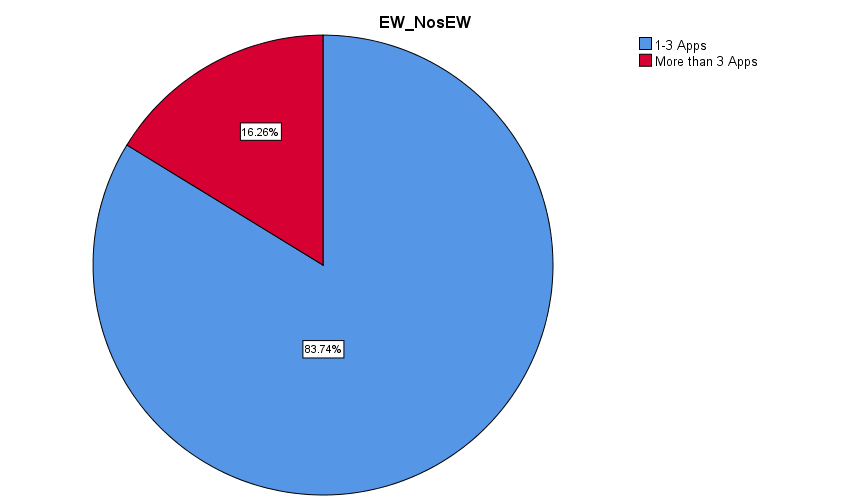 EW_NosEW
1-3 Apps
More than 3 Apps
16.26%
83.74%